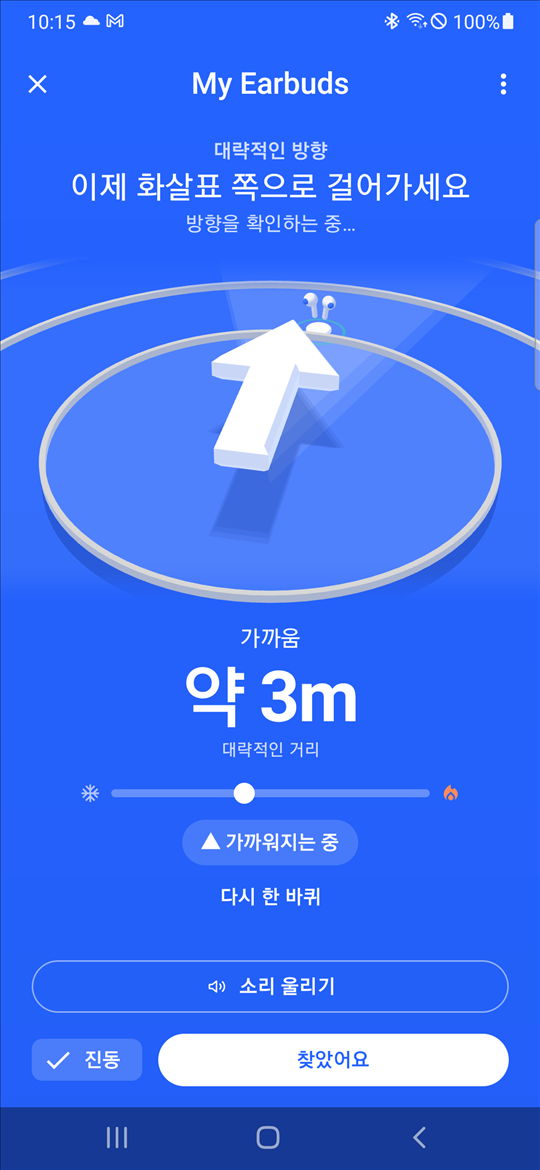 10:15
100%
My Earbuds
대략적인 방향
이제 화살표 쪽으로 걸어가세요
방향을 확인하는 중...
가까움
약 3m
대략적인 거리
▲ 가까워지는 중
다시 한 바퀴
소리 울리기
진동
찾았어요